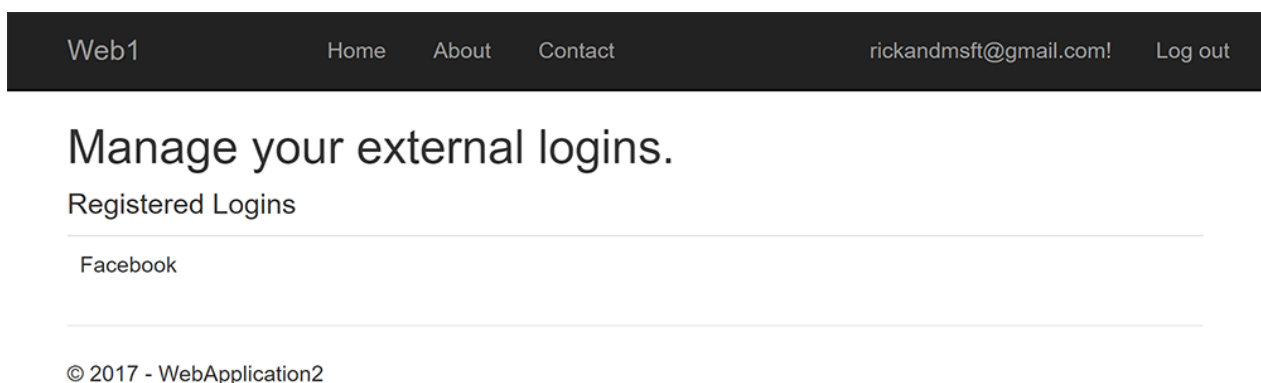 Web1 Home About Contact rickandmsft@gmail.com! Log out
Manage your external logins.
Registered Logins
Facebook
© 2017 - WebApplication2